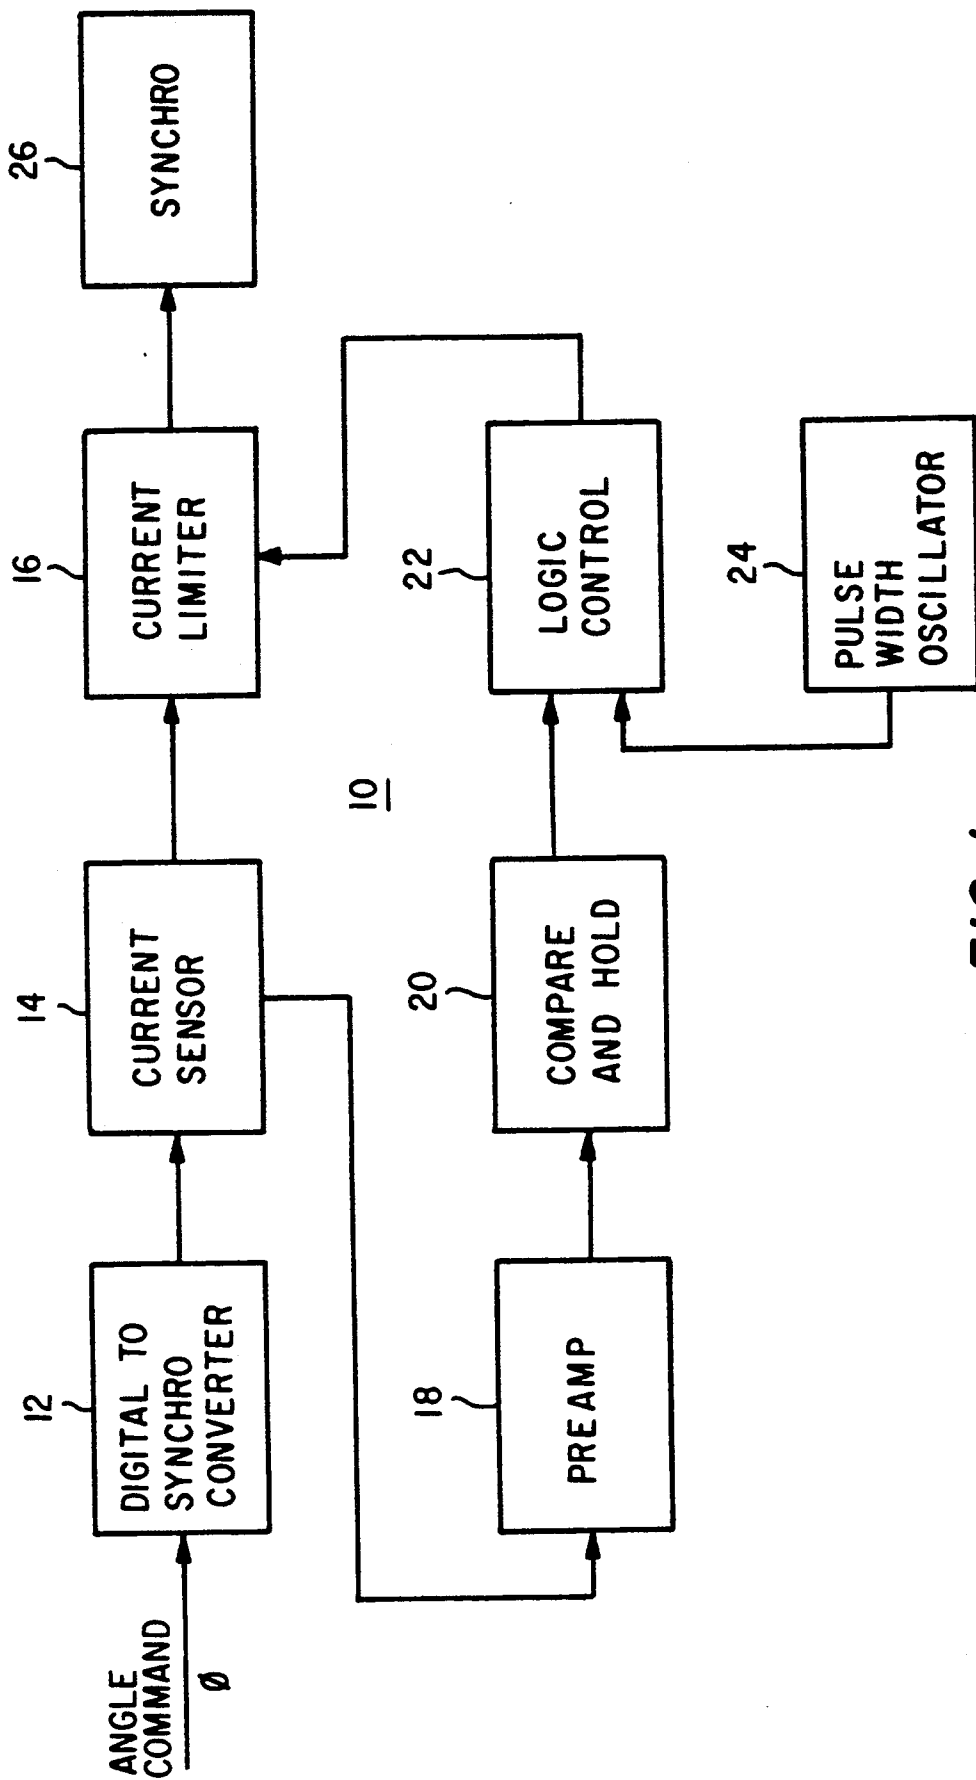 ANGLE
COMMAND
Ø
12
DIGITAL TO
SYNCHRO
CONVERTER
14
CURRENT
SENSOR
16
CURRENT
LIMITER
26
SYNCHRO
10
18
PREAMP
20
COMPARE
AND HOLD
22
LOGIC
CONTROL
24
PULSE
WIDTH
OSCILLATOR